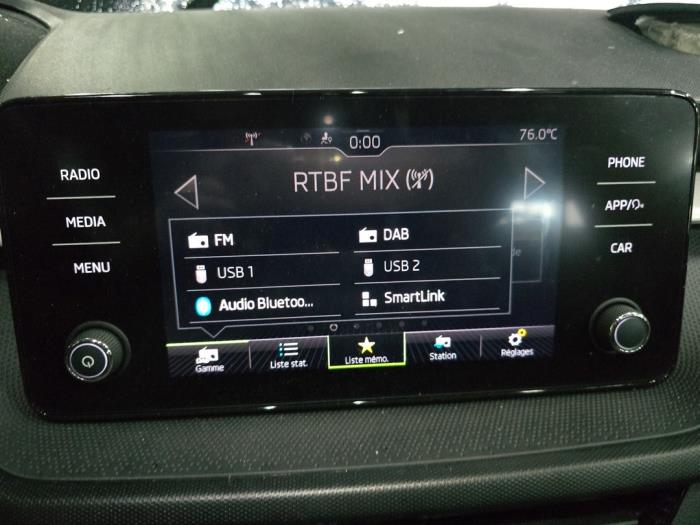 0:00
76.0°C
RTBF MIX
RADIO
MEDIA
MENU
FM
DAB
USB 1
USB 2
Audio Bluetoo...
SmartLink
Gamme
Liste stat.
Liste mémo.
Station
Réglages
PHONE
APP/
CAR